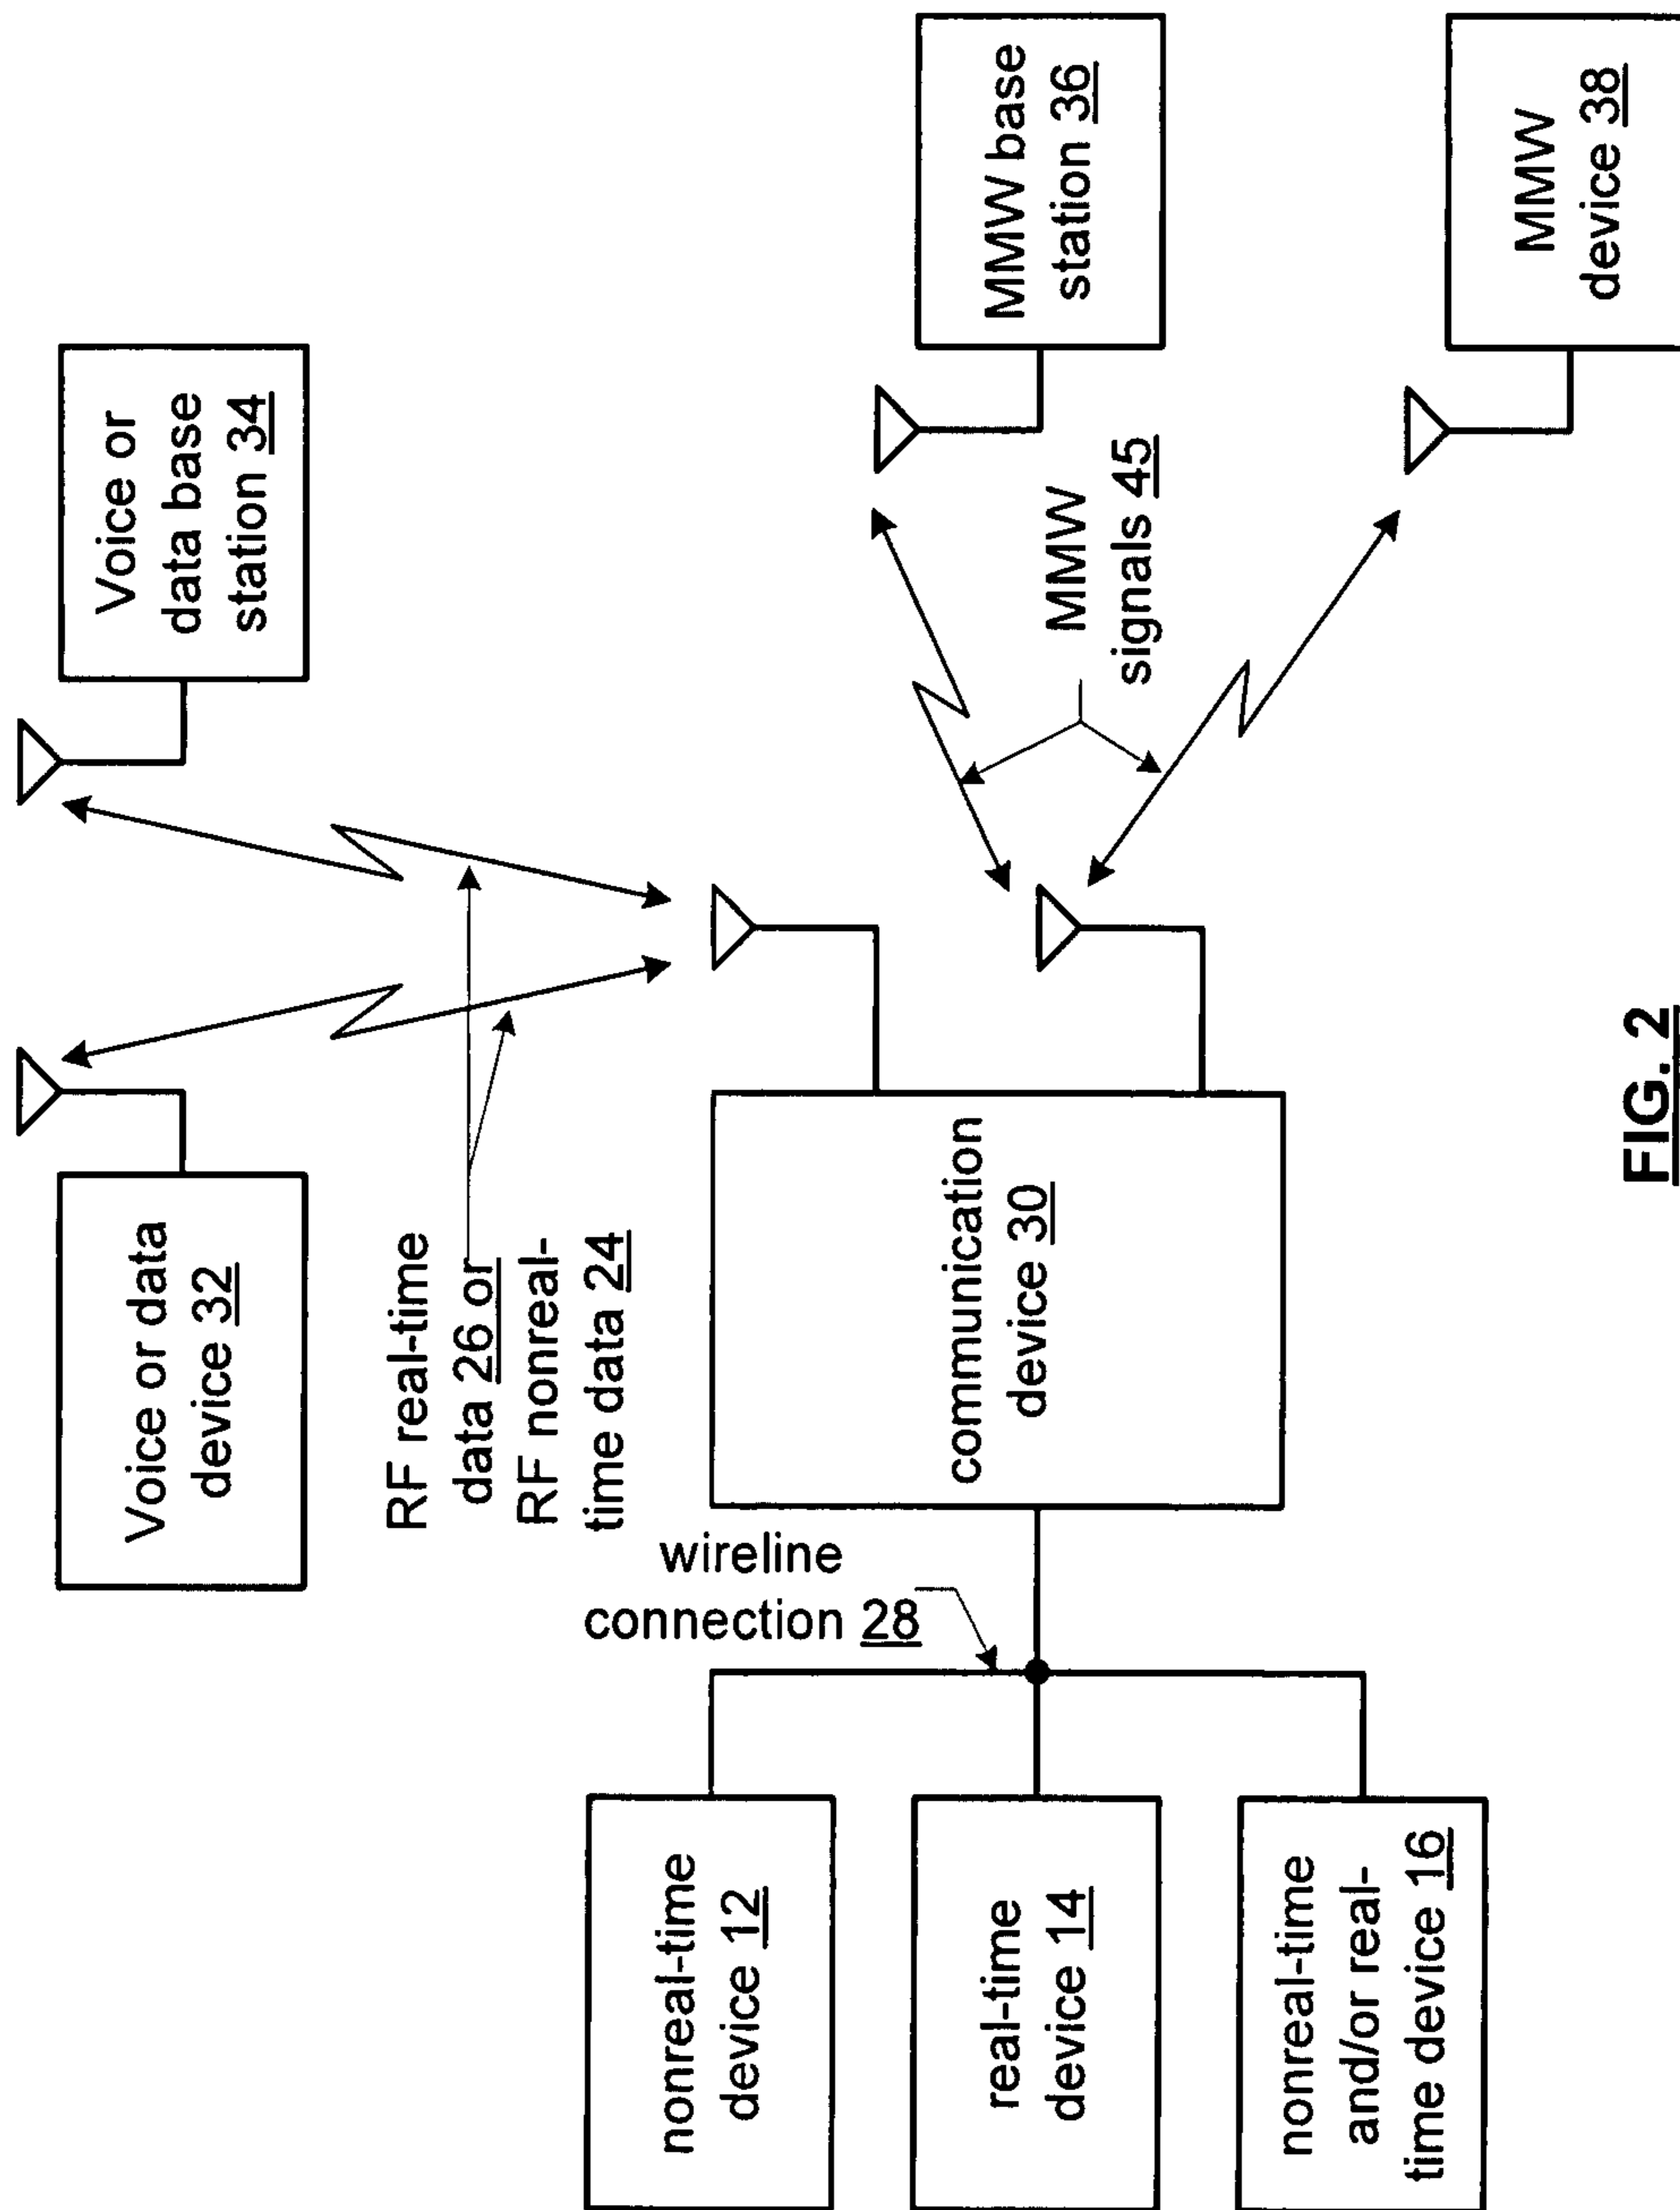 Voice or data
device 32
Voice or
data base
station 34
RF real-time
data 26 or
RF nonreal-
time data 24
wireline
connection 28
nonreal-time
device 12
real-time
device 14
nonreal-time
and/or real-
time device 16
communication
device 30
MMW
signals 45
MMW base
station 36
MMW
device 38
FIG. 2